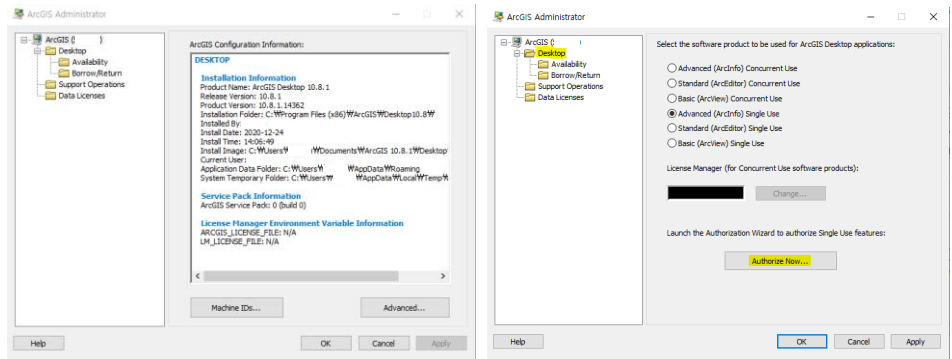 ArcGIS Administrator
ArcGIS (
)
Desktop
Availability
Borrow/Return
Support Operations
Data Licenses
ArcGIS Configuration Information:
DESKTOP
Installation Information
Product Name: ArcGIS Desktop 10.8.1
Release Version: 10.8.1
Product Version: 10.8.1.14362
Installation Folder: C:₩Program Files (x86)₩ArcGIS₩Desktop10.8₩
Installed By:
Install Date: 2020-12-24
Install Time: 14:06:49
Install Image: C:₩Users₩ ₩Documents₩ArcGIS 10.8.1₩Desktop
Current User:
Application Data Folder: C:₩Users₩ ₩AppData₩Roaming
System Temporary Folder: C:₩Users₩ ₩AppData₩Local₩Temp₩
Service Pack Information
ArcGIS Service Pack: 0 (build 0)
License Manager Environment Variable Information
ARCGIS_LICENSE_FILE: N/A
LM_LICENSE_FILE: N/A
Machine IDs...
Advanced...
Help
OK
Cancel
Apply
ArcGIS Administrator
ArcGIS (
Desktop
Availability
Borrow/Return
Support Operations
Data Licenses
Select the software product to be used for ArcGIS Desktop applications:
Advanced (ArcInfo) Concurrent Use
Standard (ArcEditor) Concurrent Use
Basic (ArcView) Concurrent Use
Advanced (ArcInfo) Single Use
Standard (ArcEditor) Single Use
Basic (ArcView) Single Use
License Manager (for Concurrent Use software products):
Change...
Launch the Authorization Wizard to authorize Single Use features:
Authorize Now...
Help
OK
Cancel
Apply